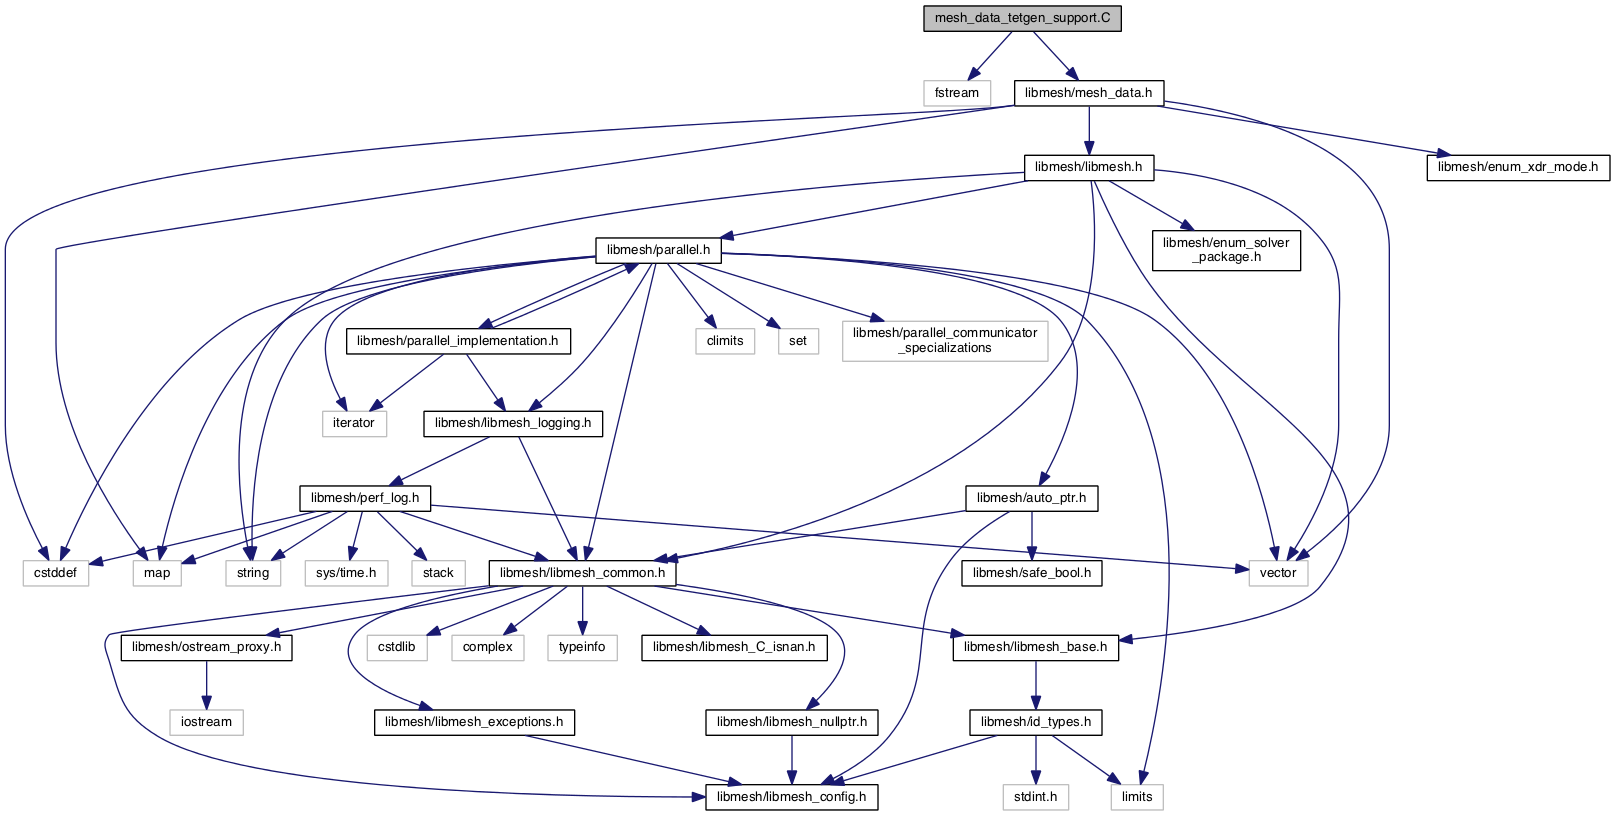 mesh_data_tetgen_support.C
fstream
libmesh/mesh_data.h
libmesh/libmesh.h
libmesh/enum_xdr_mode.h
libmesh/parallel.h
libmesh/enum_solver
_package.h
libmesh/parallel_implementation.h
climits
set
libmesh/parallel_communicator
_specializations
iterator
libmesh/libmesh_logging.h
libmesh/perf_log.h
libmesh/auto_ptr.h
cstddef
map
string
sys/time.h
stack
libmesh/libmesh_common.h
libmesh/safe_bool.h
vector
libmesh/ostream_proxy.h
cstdlib
complex
typeinfo
libmesh/libmesh_C_isnan.h
libmesh/libmesh_base.h
iostream
libmesh/libmesh_exceptions.h
libmesh/libmesh_nullptr.h
libmesh/id_types.h
libmesh/libmesh_config.h
stdint.h
limits